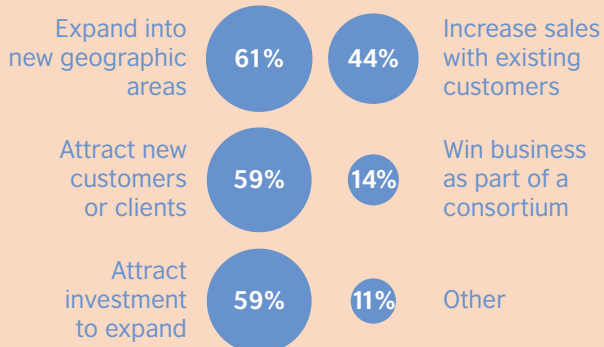 Expand into
new geographic
areas
61%
44%
Increase sales
with existing
customers
Attract new
customers
or clients
59%
14%
Win business
as part of a
consortium
Attract
investment
to expand
59%
11%
Other